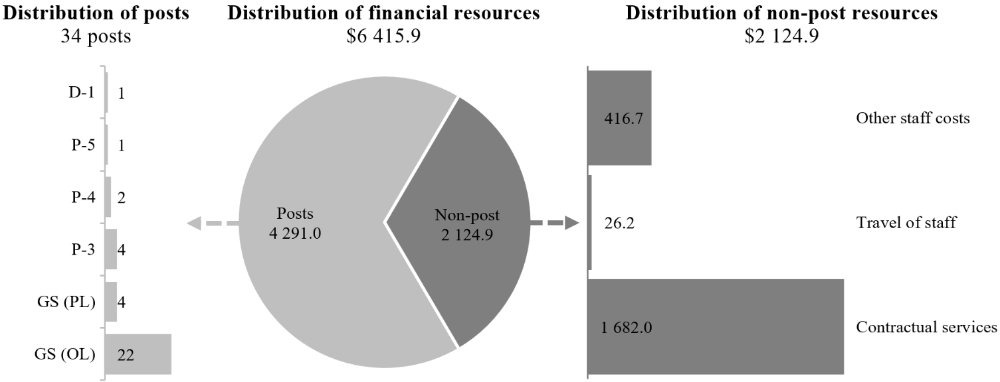 Distribution of posts
34 posts
D-1 1
P-5 1
P-4 2
P-3 4
GS (PL) 4
GS (OL) 22
Distribution of financial resources
$6 415.9
Posts
4 291.0
Non-post
2 124.9
Distribution of non-post resources
$2 124.9
416.7 Other staff costs
26.2 Travel of staff
1 682.0 Contractual services